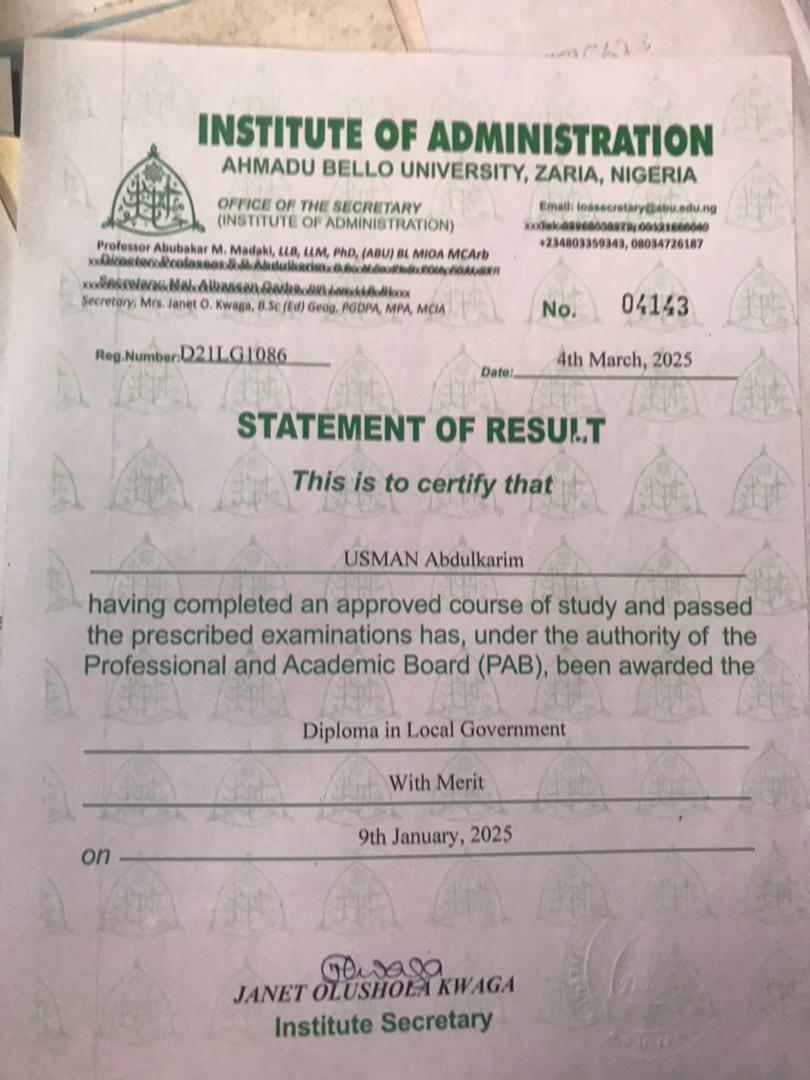 INSTITUTE OF ADMINISTRATION
AHMADU BELLO UNIVERSITY, ZARIA, NIGERIA
OFFICE OF THE SECRETARY
(INSTITUTE OF ADMINISTRATION)
Email: ioasecretary@abu.edu.ng
+234803359343, 08034726187
Professor Abubakar M. Madaki, LLB, LLM, PhD, (ABU) BL MIOA MCArb
Secretary: Mrs. Janet O. Kwaga, B.Sc (Ed) Geog, PGDPA, MPA, MCIA
No. 04143
Reg.Number: D21LG1086
Date: 4th March, 2025
STATEMENT OF RESULT
This is to certify that
USMAN Abdulkarim
having completed an approved course of study and passed
the prescribed examinations has, under the authority of the
Professional and Academic Board (PAB), been awarded the
Diploma in Local Government
With Merit
on 9th January, 2025
JANET OLUSHOLA KWAGA
Institute Secretary